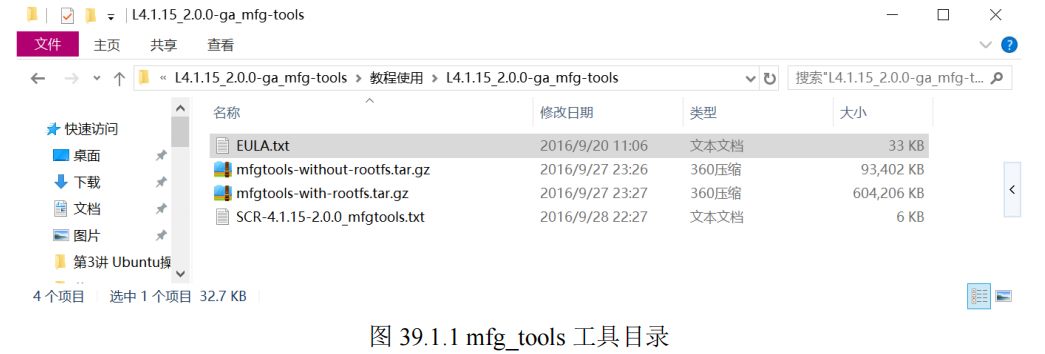 L4.1.15_2.0.0-ga_mfg-tools
文件 主页 共享 查看
« L4.1.15_2.0.0-ga_mfg-tools > 教程使用 > L4.1.15_2.0.0-ga_mfg-tools 搜索"L4.1.15_2.0.0-ga_mfg-t...
名称 修改日期 类型 大小
快速访问
EULA.txt 2016/9/20 11:06 文本文档 33 KB
桌面
mfgtools-without-rootfs.tar.gz 2016/9/27 23:26 360压缩 93,402 KB
下载
mfgtools-with-rootfs.tar.gz 2016/9/27 23:27 360压缩 604,206 KB
文档
SCR-4.1.15-2.0.0_mfgtools.txt 2016/9/28 22:27 文本文档 6 KB
图片
第3讲 Ubuntu操
4 个项目 选中 1 个项目 32.7 KB
图 39.1.1 mfg_tools 工具目录